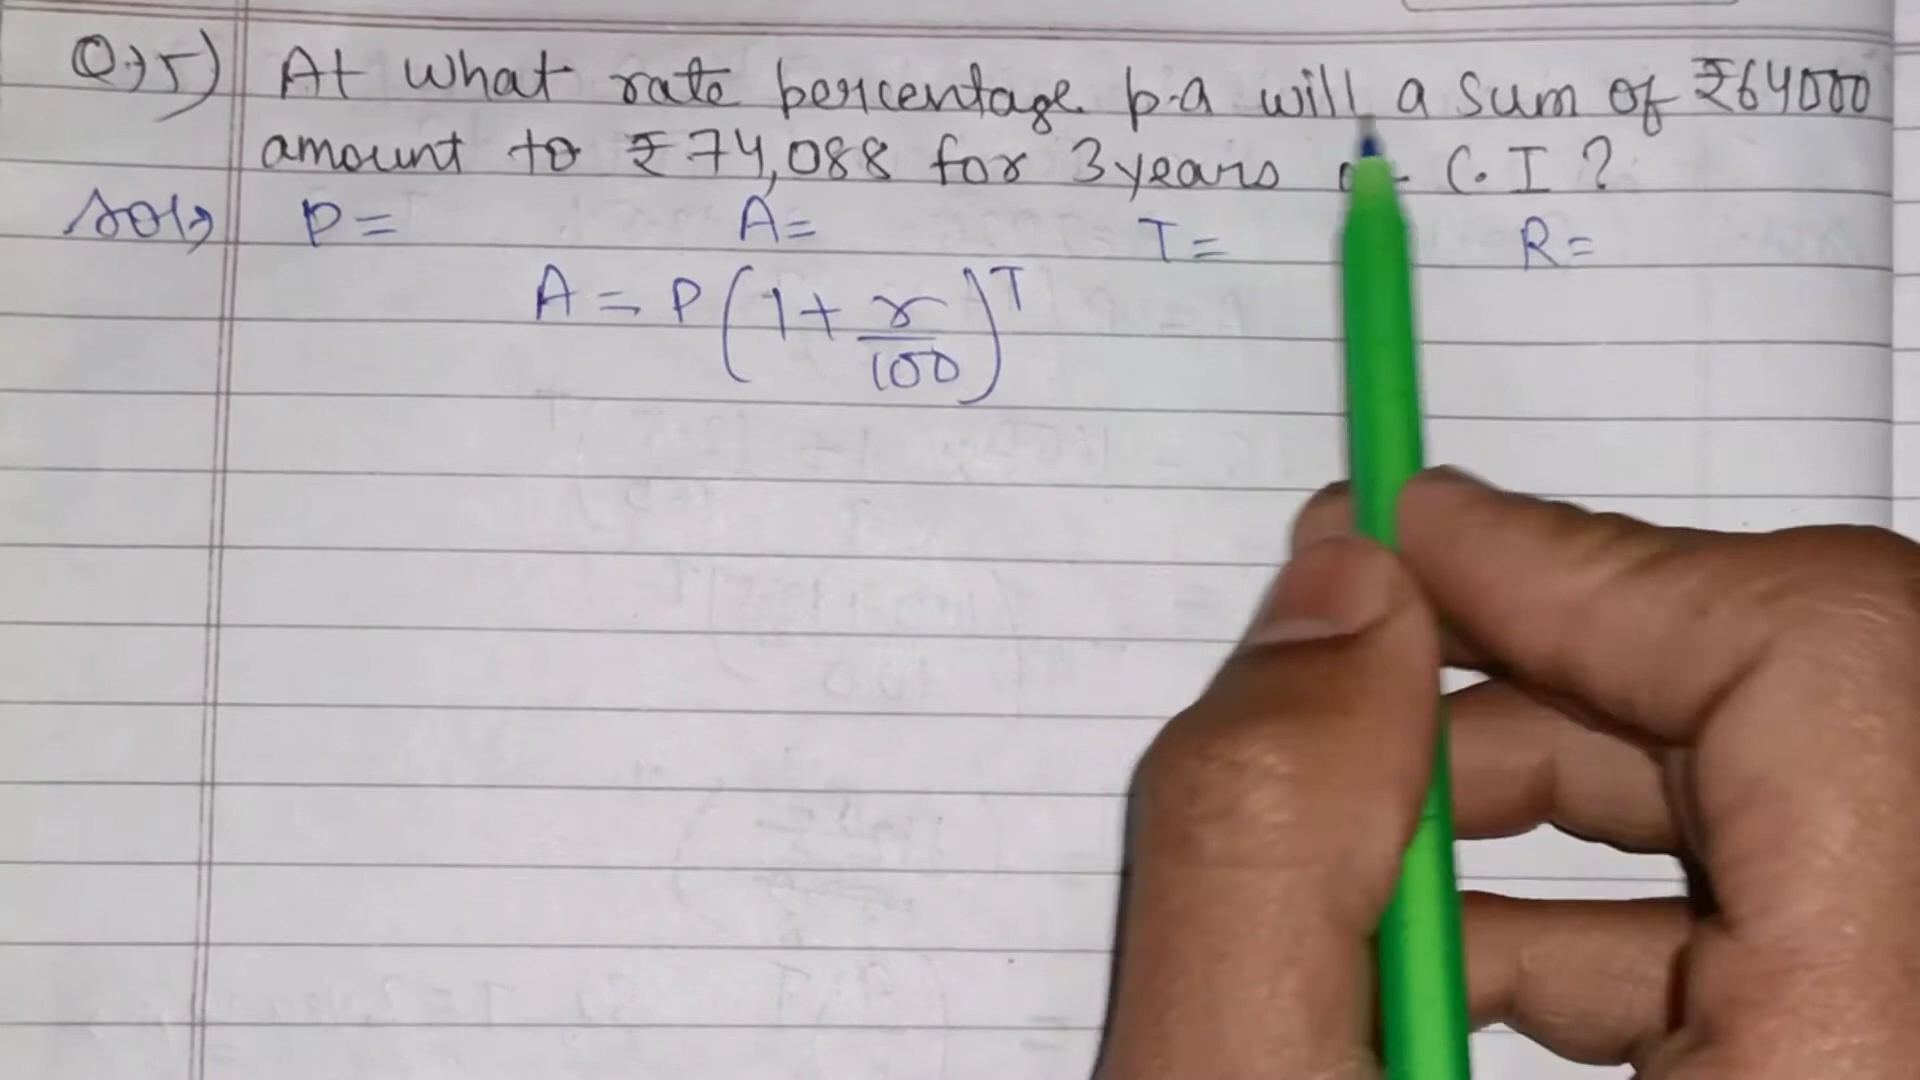 Q→5) At what rate percentage p.a will a sum of ₹64000
amount to ₹74,088 for 3 years C.I?
Sol→ P= A= T= R=
A = P(1+r/100)^T